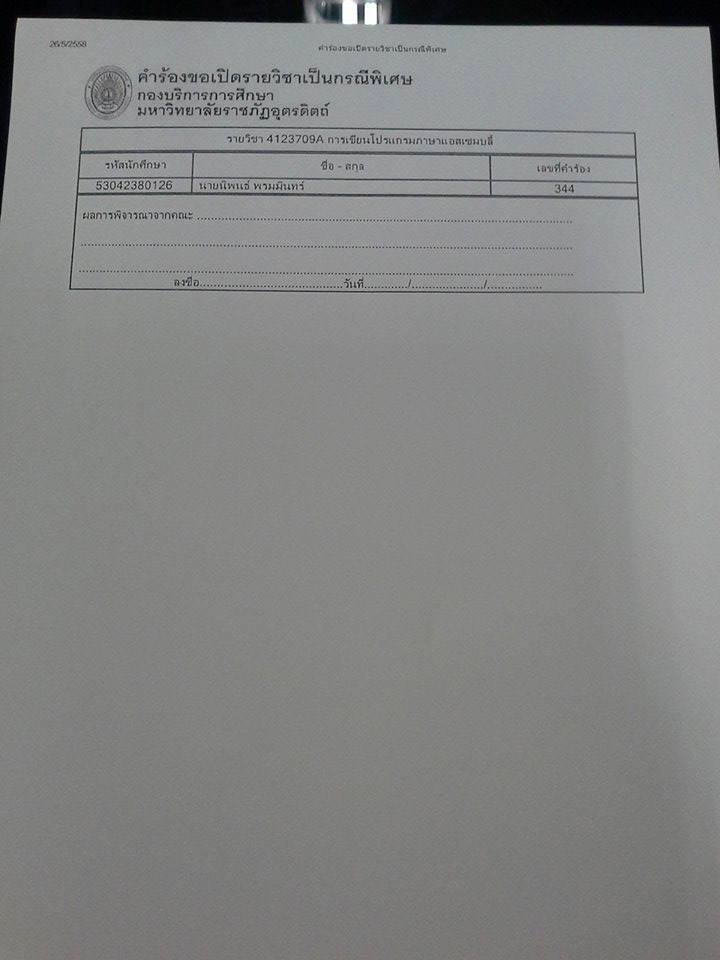 26/5/2558
คำร้องขอเปิดรายวิชาเป็นกรณีพิเศษ
คำร้องขอเปิดรายวิชาเป็นกรณีพิเศษ
กองบริการการศึกษา
มหาวิทยาลัยราชภัฏอุตรดิตถ์
รายวิชา 4123709A การเขียนโปรแกรมภาษาแอสเซมบลี้
รหัสนักศึกษา ชื่อ - สกุล เลขที่คำร้อง
53042380126 นายนิพนธ์ พรมมินทร์ 344
ผลการพิจารณาจากคณะ ........................................................................
........................................................................
........................................................................
ลงชื่อ.........................................วันที่............/...................../................